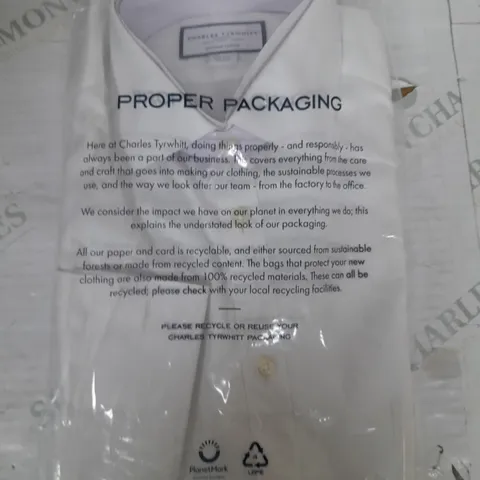 CHARLES TYRWHITT
PROPER PACKAGING
Here at Charles Tyrwhitt, doing things properly - and responsibly - has
always been a part of our business. This covers everything from the care
and craft that goes into making our clothing, the sustainable processes we
use, and the way we look after our team - from the factory to the office.
We consider the impact we have on our planet in everything we do; this
explains the understated look of our packaging.
All our paper and card is recyclable, and either sourced from sustainable
forests or made from recycled content. The bags that protect your new
clothing are also made from 100% recycled materials. These can all be
recycled; please check with your local recycling facilities.
PLEASE RECYCLE OR REUSE YOUR
CHARLES TYRWHITT PACKAGING
PlanetMark
4
LDPE